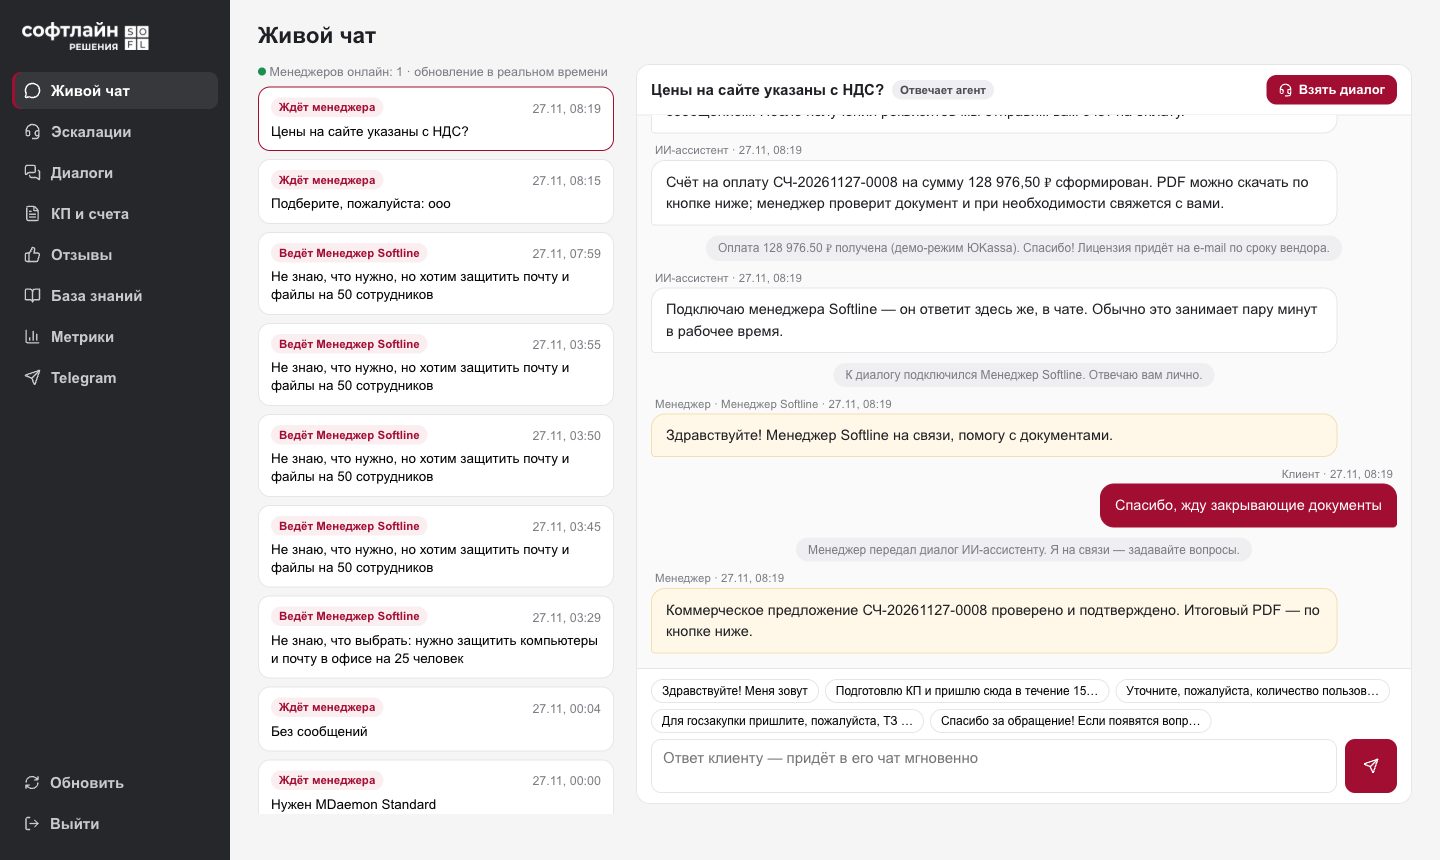 софтлайн
РЕШЕНИЯ
SO
FL
Живой чат
Эскалации
Диалоги
КП и счета
Отзывы
База знаний
Метрики
Telegram
Обновить
Выйти
Живой чат
Менеджеров онлайн: 1 · обновление в реальном времени
Ждёт менеджера 27.11, 08:19
Цены на сайте указаны с НДС?
Ждёт менеджера 27.11, 08:15
Подберите, пожалуйста: ооо
Ведёт Менеджер Softline 27.11, 07:59
Не знаю, что нужно, но хотим защитить почту и
файлы на 50 сотрудников
Ведёт Менеджер Softline 27.11, 03:55
Не знаю, что нужно, но хотим защитить почту и
файлы на 50 сотрудников
Ведёт Менеджер Softline 27.11, 03:50
Не знаю, что нужно, но хотим защитить почту и
файлы на 50 сотрудников
Ведёт Менеджер Softline 27.11, 03:45
Не знаю, что нужно, но хотим защитить почту и
файлы на 50 сотрудников
Ведёт Менеджер Softline 27.11, 03:29
Не знаю, что выбрать: нужно защитить компьютеры
и почту в офисе на 25 человек
Ждёт менеджера 27.11, 00:04
Без сообщений
Ждёт менеджера 27.11, 00:00
Нужен MDaemon Standard
Цены на сайте указаны с НДС? Отвечает агент Взять диалог
ИИ-ассистент · 27.11, 08:19
Счёт на оплату СЧ-20261127-0008 на сумму 128 976,50 ₽ сформирован. PDF можно скачать по
кнопке ниже; менеджер проверит документ и при необходимости свяжется с вами.
Оплата 128 976.50 ₽ получена (демо-режим ЮKassa). Спасибо! Лицензия придёт на e-mail по сроку вендора.
ИИ-ассистент · 27.11, 08:19
Подключаю менеджера Softline — он ответит здесь же, в чате. Обычно это занимает пару минут
в рабочее время.
К диалогу подключился Менеджер Softline. Отвечаю вам лично.
Менеджер · Менеджер Softline · 27.11, 08:19
Здравствуйте! Менеджер Softline на связи, помогу с документами.
Клиент · 27.11, 08:19
Спасибо, жду закрывающие документы
Менеджер передал диалог ИИ-ассистенту. Я на связи — задавайте вопросы.
Менеджер · 27.11, 08:19
Коммерческое предложение СЧ-20261127-0008 проверено и подтверждено. Итоговый PDF — по
кнопке ниже.
Здравствуйте! Меня зовут
Подготовлю КП и пришлю сюда в течение 15…
Уточните, пожалуйста, количество пользов…
Для госзакупки пришлите, пожалуйста, ТЗ …
Спасибо за обращение! Если появятся вопр…
Ответ клиенту — придёт в его чат мгновенно